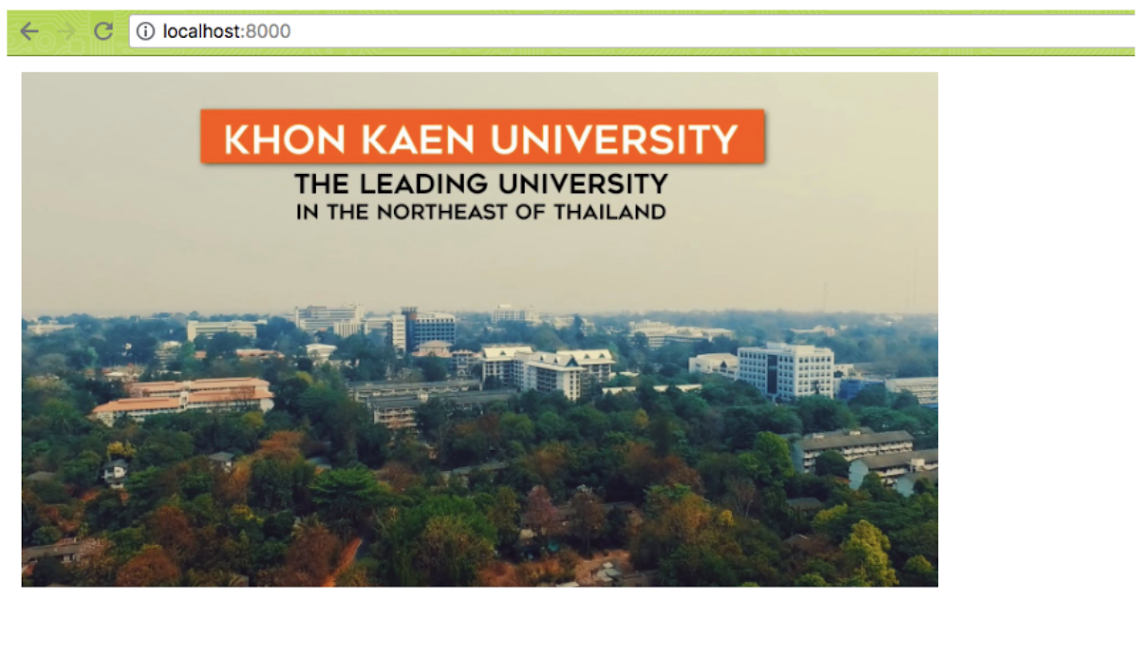 localhost:8000
KHON KAEN UNIVERSITY
THE LEADING UNIVERSITY
IN THE NORTHEAST OF THAILAND